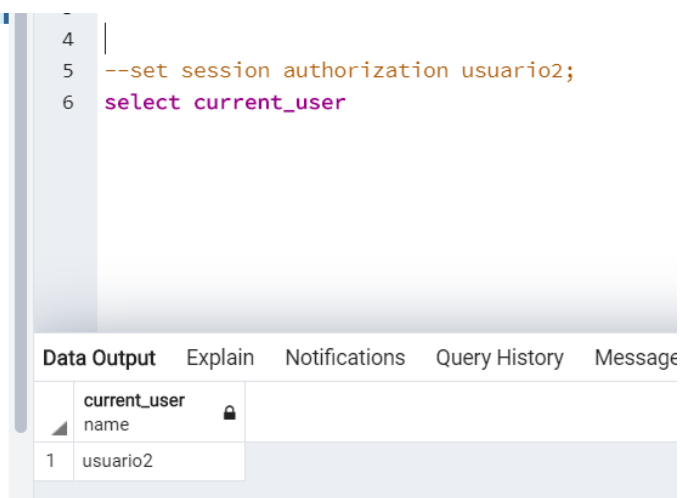 4
5 --set session authorization usuario2;
6 select current_user
Data Output Explain Notifications Query History Message
current_user
name
1 usuario2